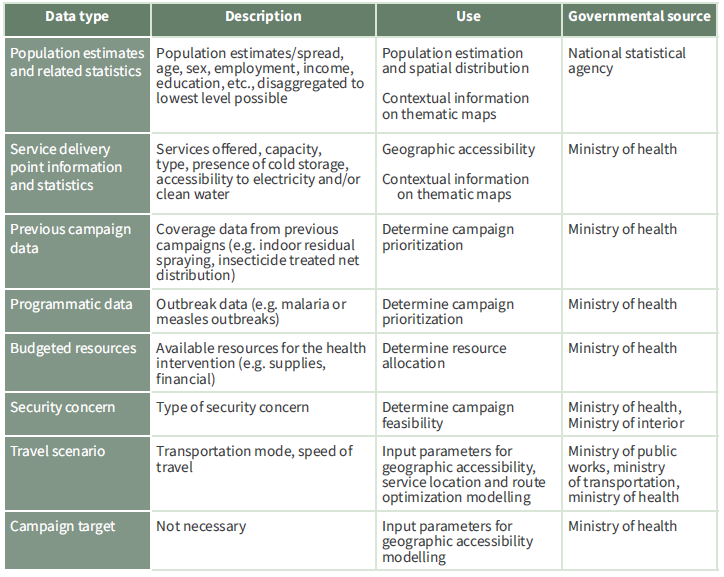 Data type
Description
Use
Governmental source
Population estimates
and related statistics
Population estimates/spread,
age, sex, employment, income,
education, etc., disaggregated to
lowest level possible
Population estimation
and spatial distribution
Contextual information
on thematic maps
National statistical
agency
Service delivery
point information
and statistics
Services offered, capacity,
type, presence of cold storage,
accessibility to electricity and/or
clean water
Geographic accessibility
Contextual information
on thematic maps
Ministry of health
Previous campaign
data
Coverage data from previous
campaigns (e.g. indoor residual
spraying, insecticide treated net
distribution)
Determine campaign
prioritization
Ministry of health
Programmatic data
Outbreak data (e.g. malaria or
measles outbreaks)
Determine campaign
prioritization
Ministry of health
Budgeted resources
Available resources for the health
intervention (e.g. supplies,
financial)
Determine resource
allocation
Ministry of health
Security concern
Type of security concern
Determine campaign
feasibility
Ministry of health,
Ministry of interior
Travel scenario
Transportation mode, speed of
travel
Input parameters for
geographic accessibility,
service location and route
optimization modelling
Ministry of public
works, ministry
of transportation,
ministry of health
Campaign target
Not necessary
Input parameters for
geographic accessibility
modelling
Ministry of health